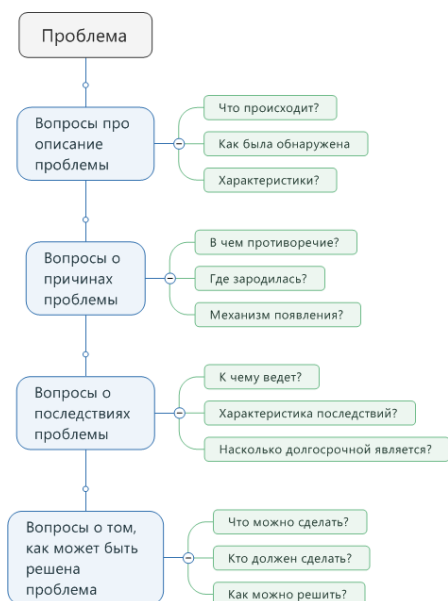 Проблема
Вопросы про
описание
проблемы
Что происходит?
Как была обнаружена
Характеристики?
Вопросы о
причинах
проблемы
В чем противоречие?
Где зародилась?
Механизм появления?
Вопросы о
последствиях
проблемы
К чему ведет?
Характеристика последствий?
Насколько долгосрочной является?
Вопросы о том,
как может быть
решена
проблема
Что можно сделать?
Кто должен сделать?
Как можно решить?